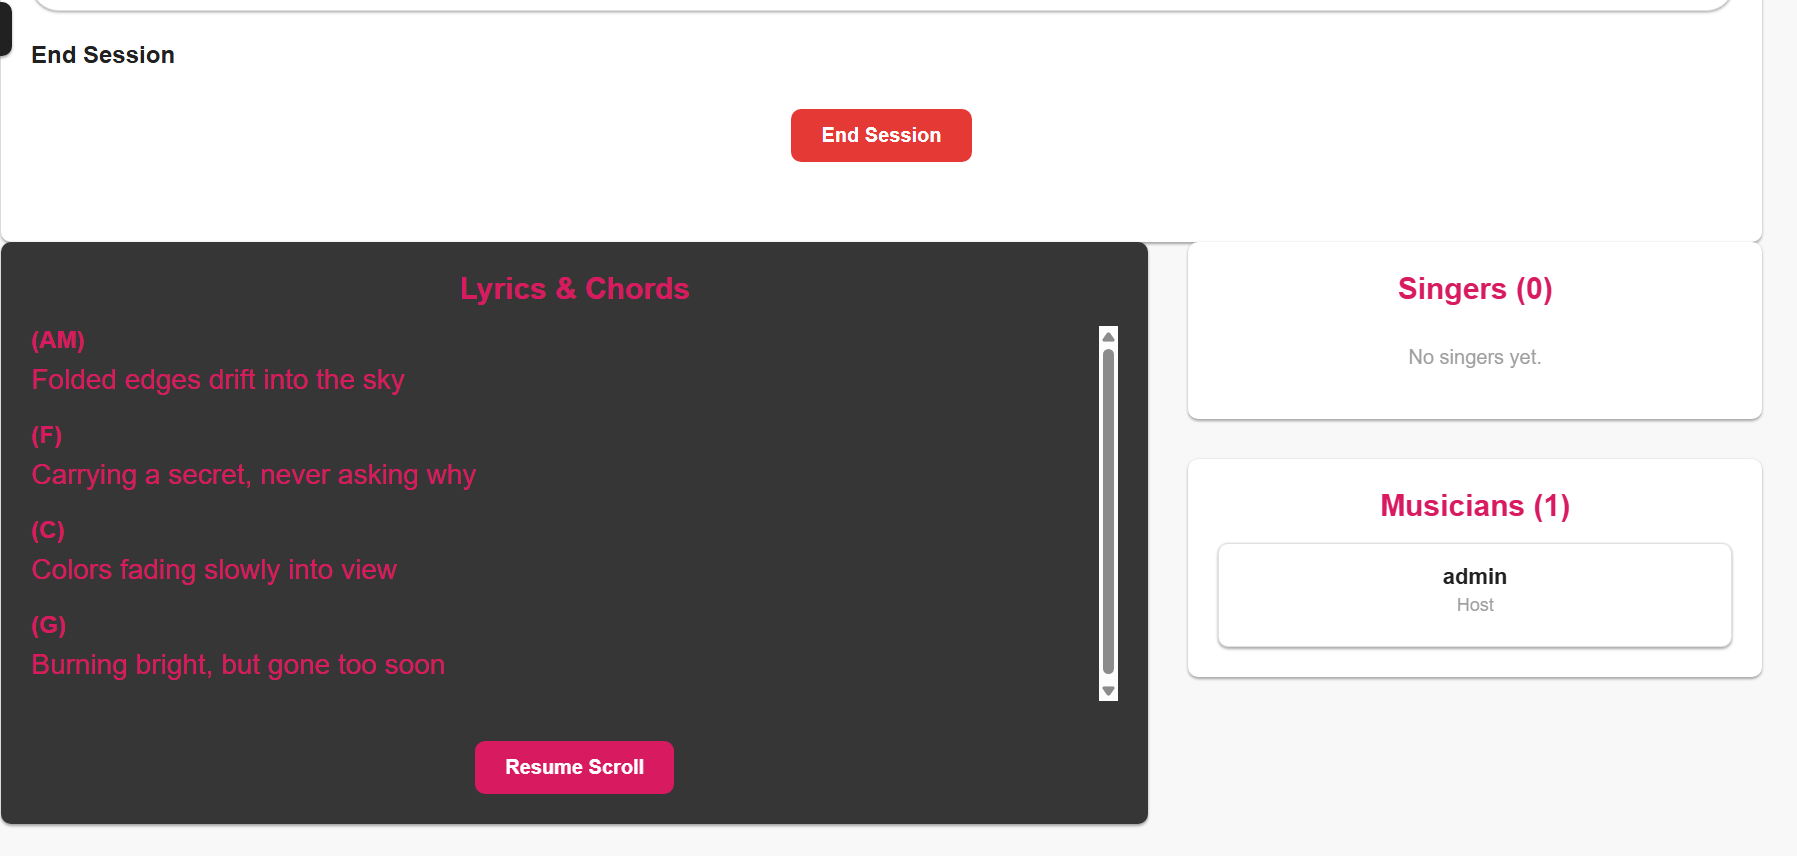 End Session
End Session
Lyrics & Chords
(AM)
Folded edges drift into the sky
(F)
Carrying a secret, never asking why
(C)
Colors fading slowly into view
(G)
Burning bright, but gone too soon
Resume Scroll
Singers (0)
No singers yet.
Musicians (1)
admin
Host